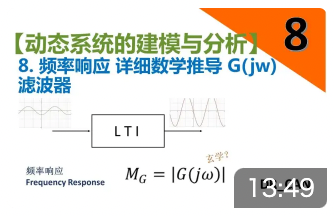 8
【动态系统的建模与分析】
8. 频率响应 详细数学推导 G(jw)
滤波器
LTI
玄学?
频率响应
Frequency Response
M_G = |G(jω)|
13:49